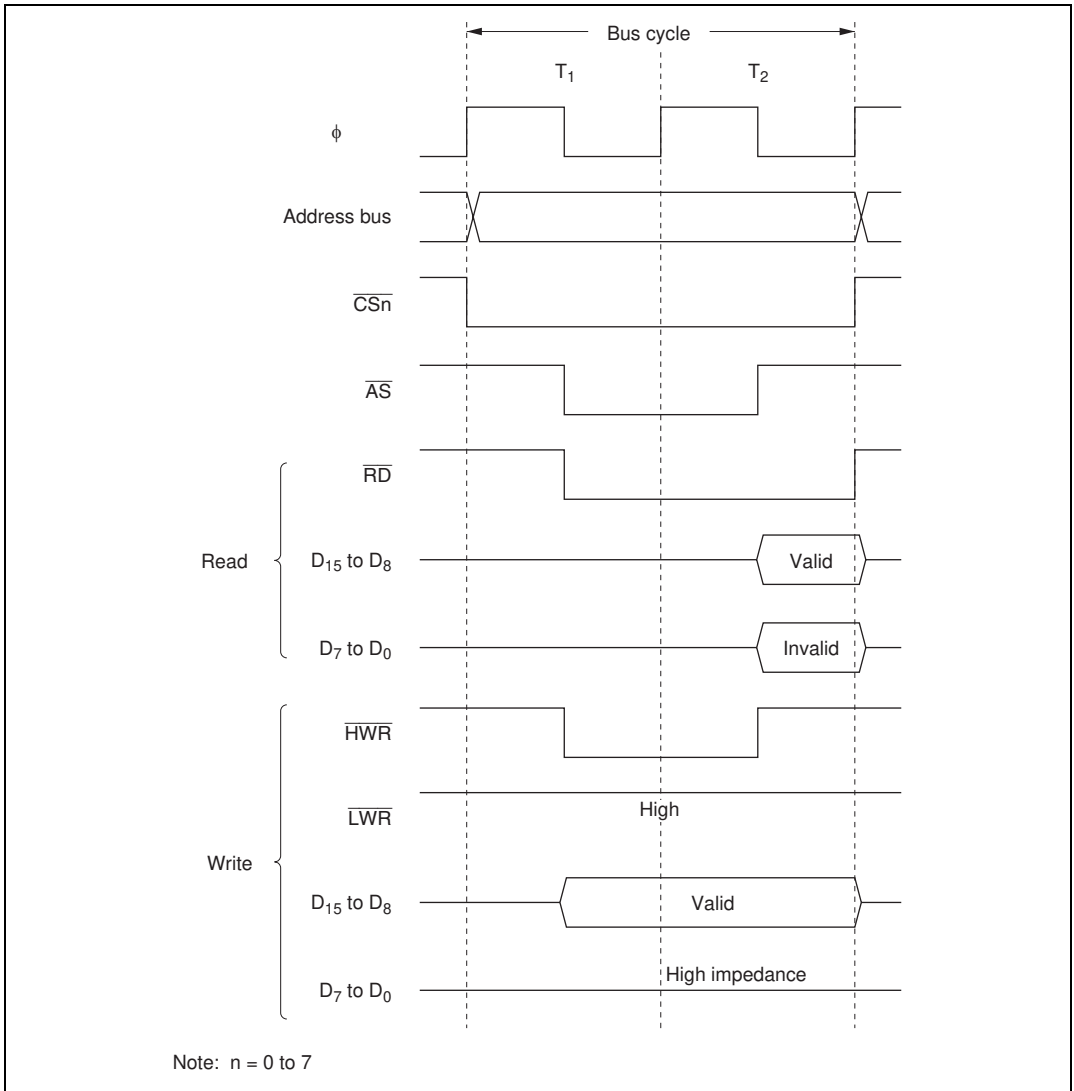 Bus cycle
T1 T2
ϕ
Address bus
CSn
AS
RD
Read
D15 to D8 Valid
D7 to D0 Invalid
HWR
LWR High
Write
D15 to D8 Valid
D7 to D0 High impedance
Note: n = 0 to 7